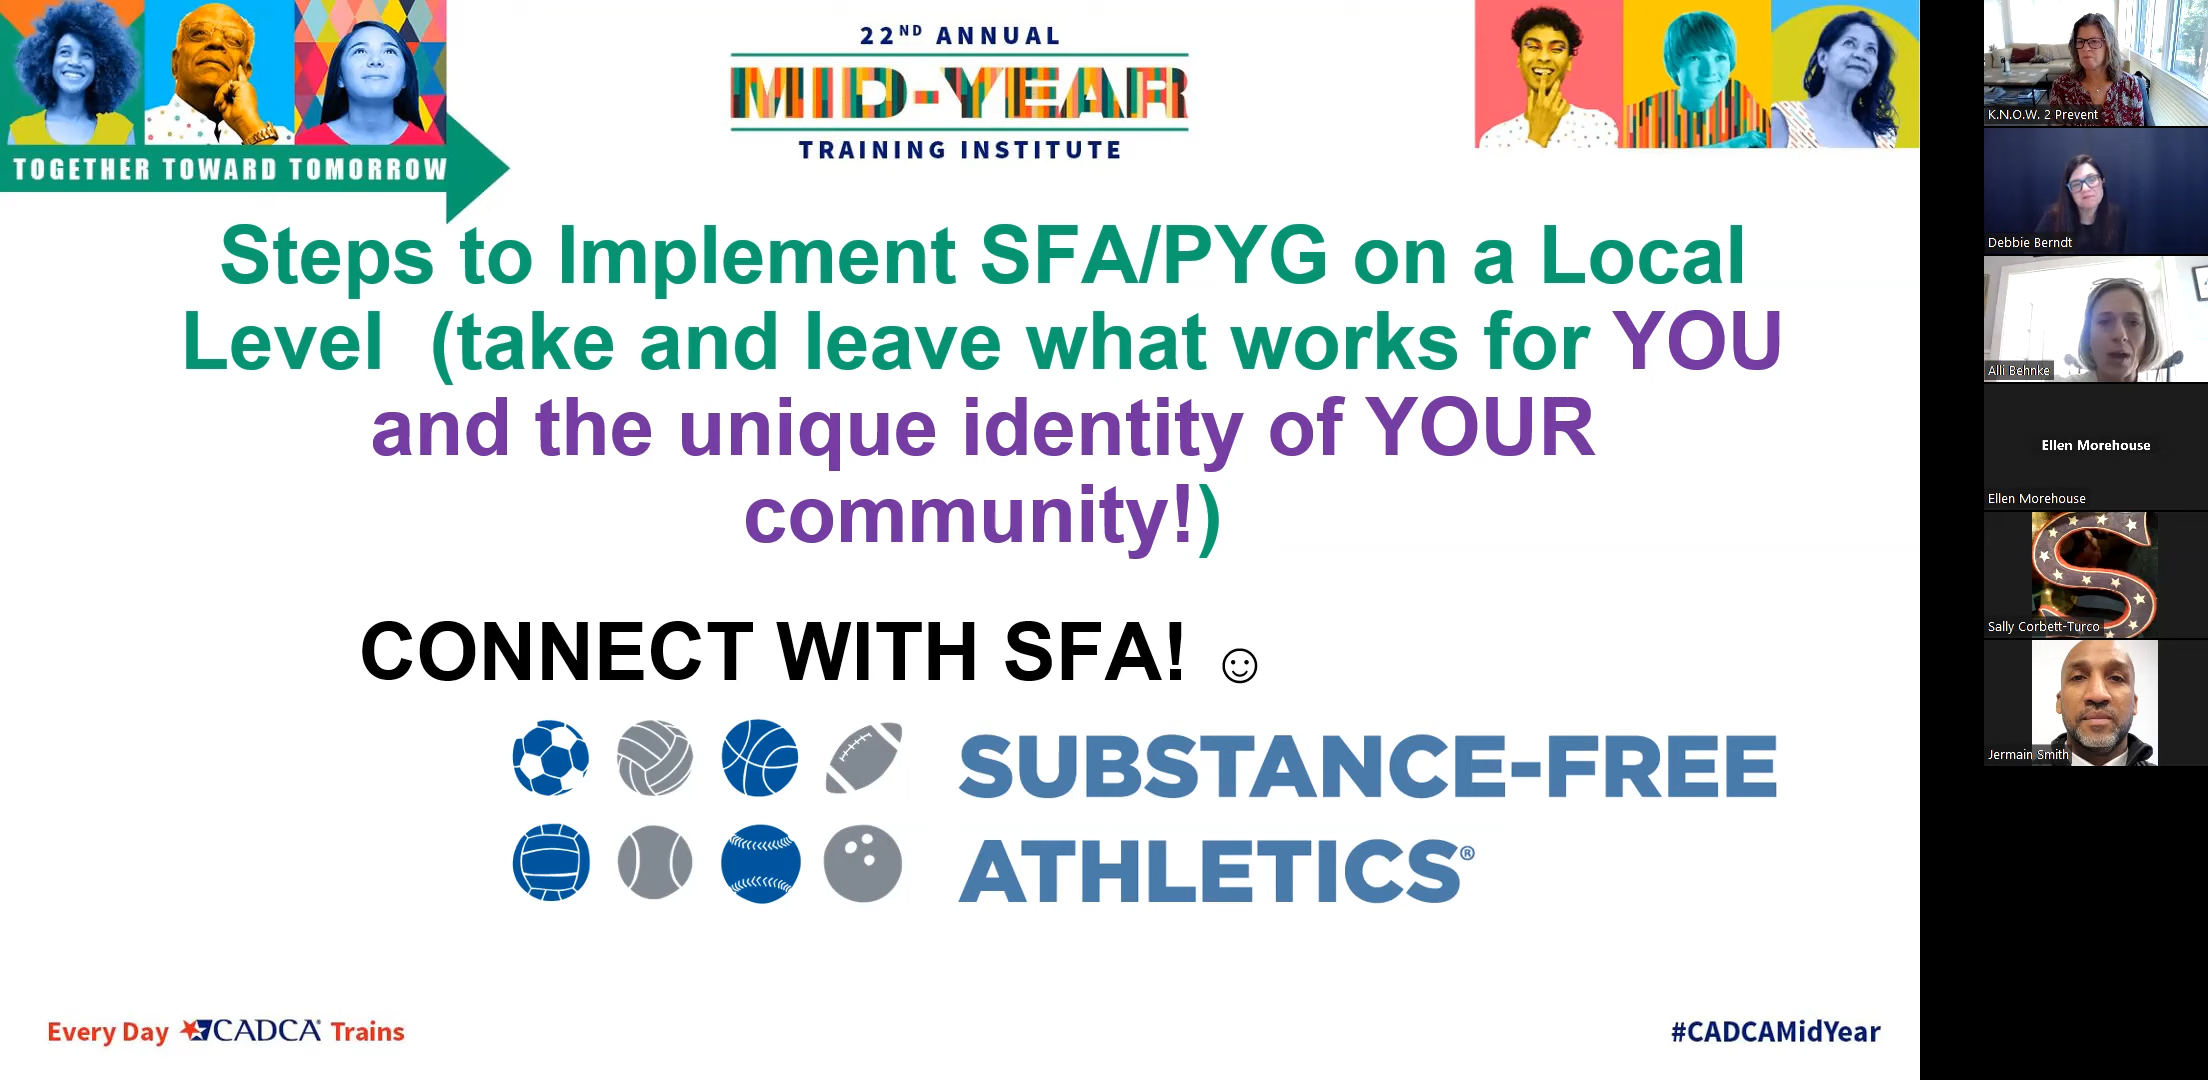 TOGETHER TOWARD TOMORROW
22ND ANNUAL
MID-YEAR
TRAINING INSTITUTE
Steps to Implement SFA/PYG on a Local
Level (take and leave what works for YOU
and the unique identity of YOUR
community!)
CONNECT WITH SFA! ☺
SUBSTANCE-FREE
ATHLETICS®
Every Day CADCA® Trains
#CADCAMidYear
K.N.O.W. 2 Prevent
Debbie Berndt
Alli Behnke
Ellen Morehouse
Ellen Morehouse
S
Sally Corbett-Turco
Jermain Smith